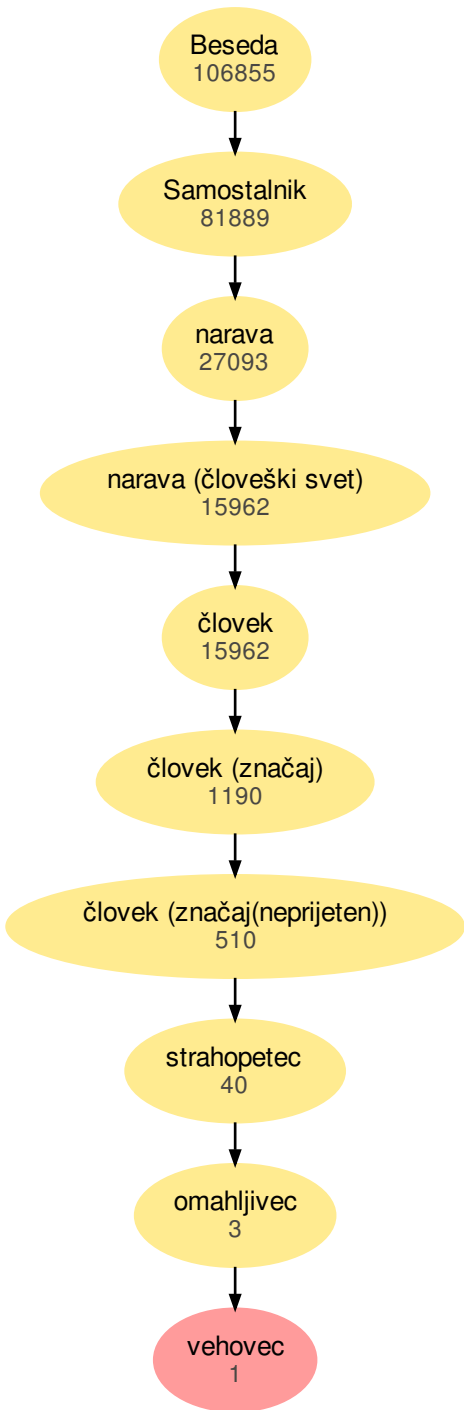 Beseda
106855
Samostalnik
81889
narava
27093
narava (človeški svet)
15962
človek
15962
človek (značaj)
1190
človek (značaj(neprijeten))
510
strahopetec
40
omahljivec
3
vehovec
1